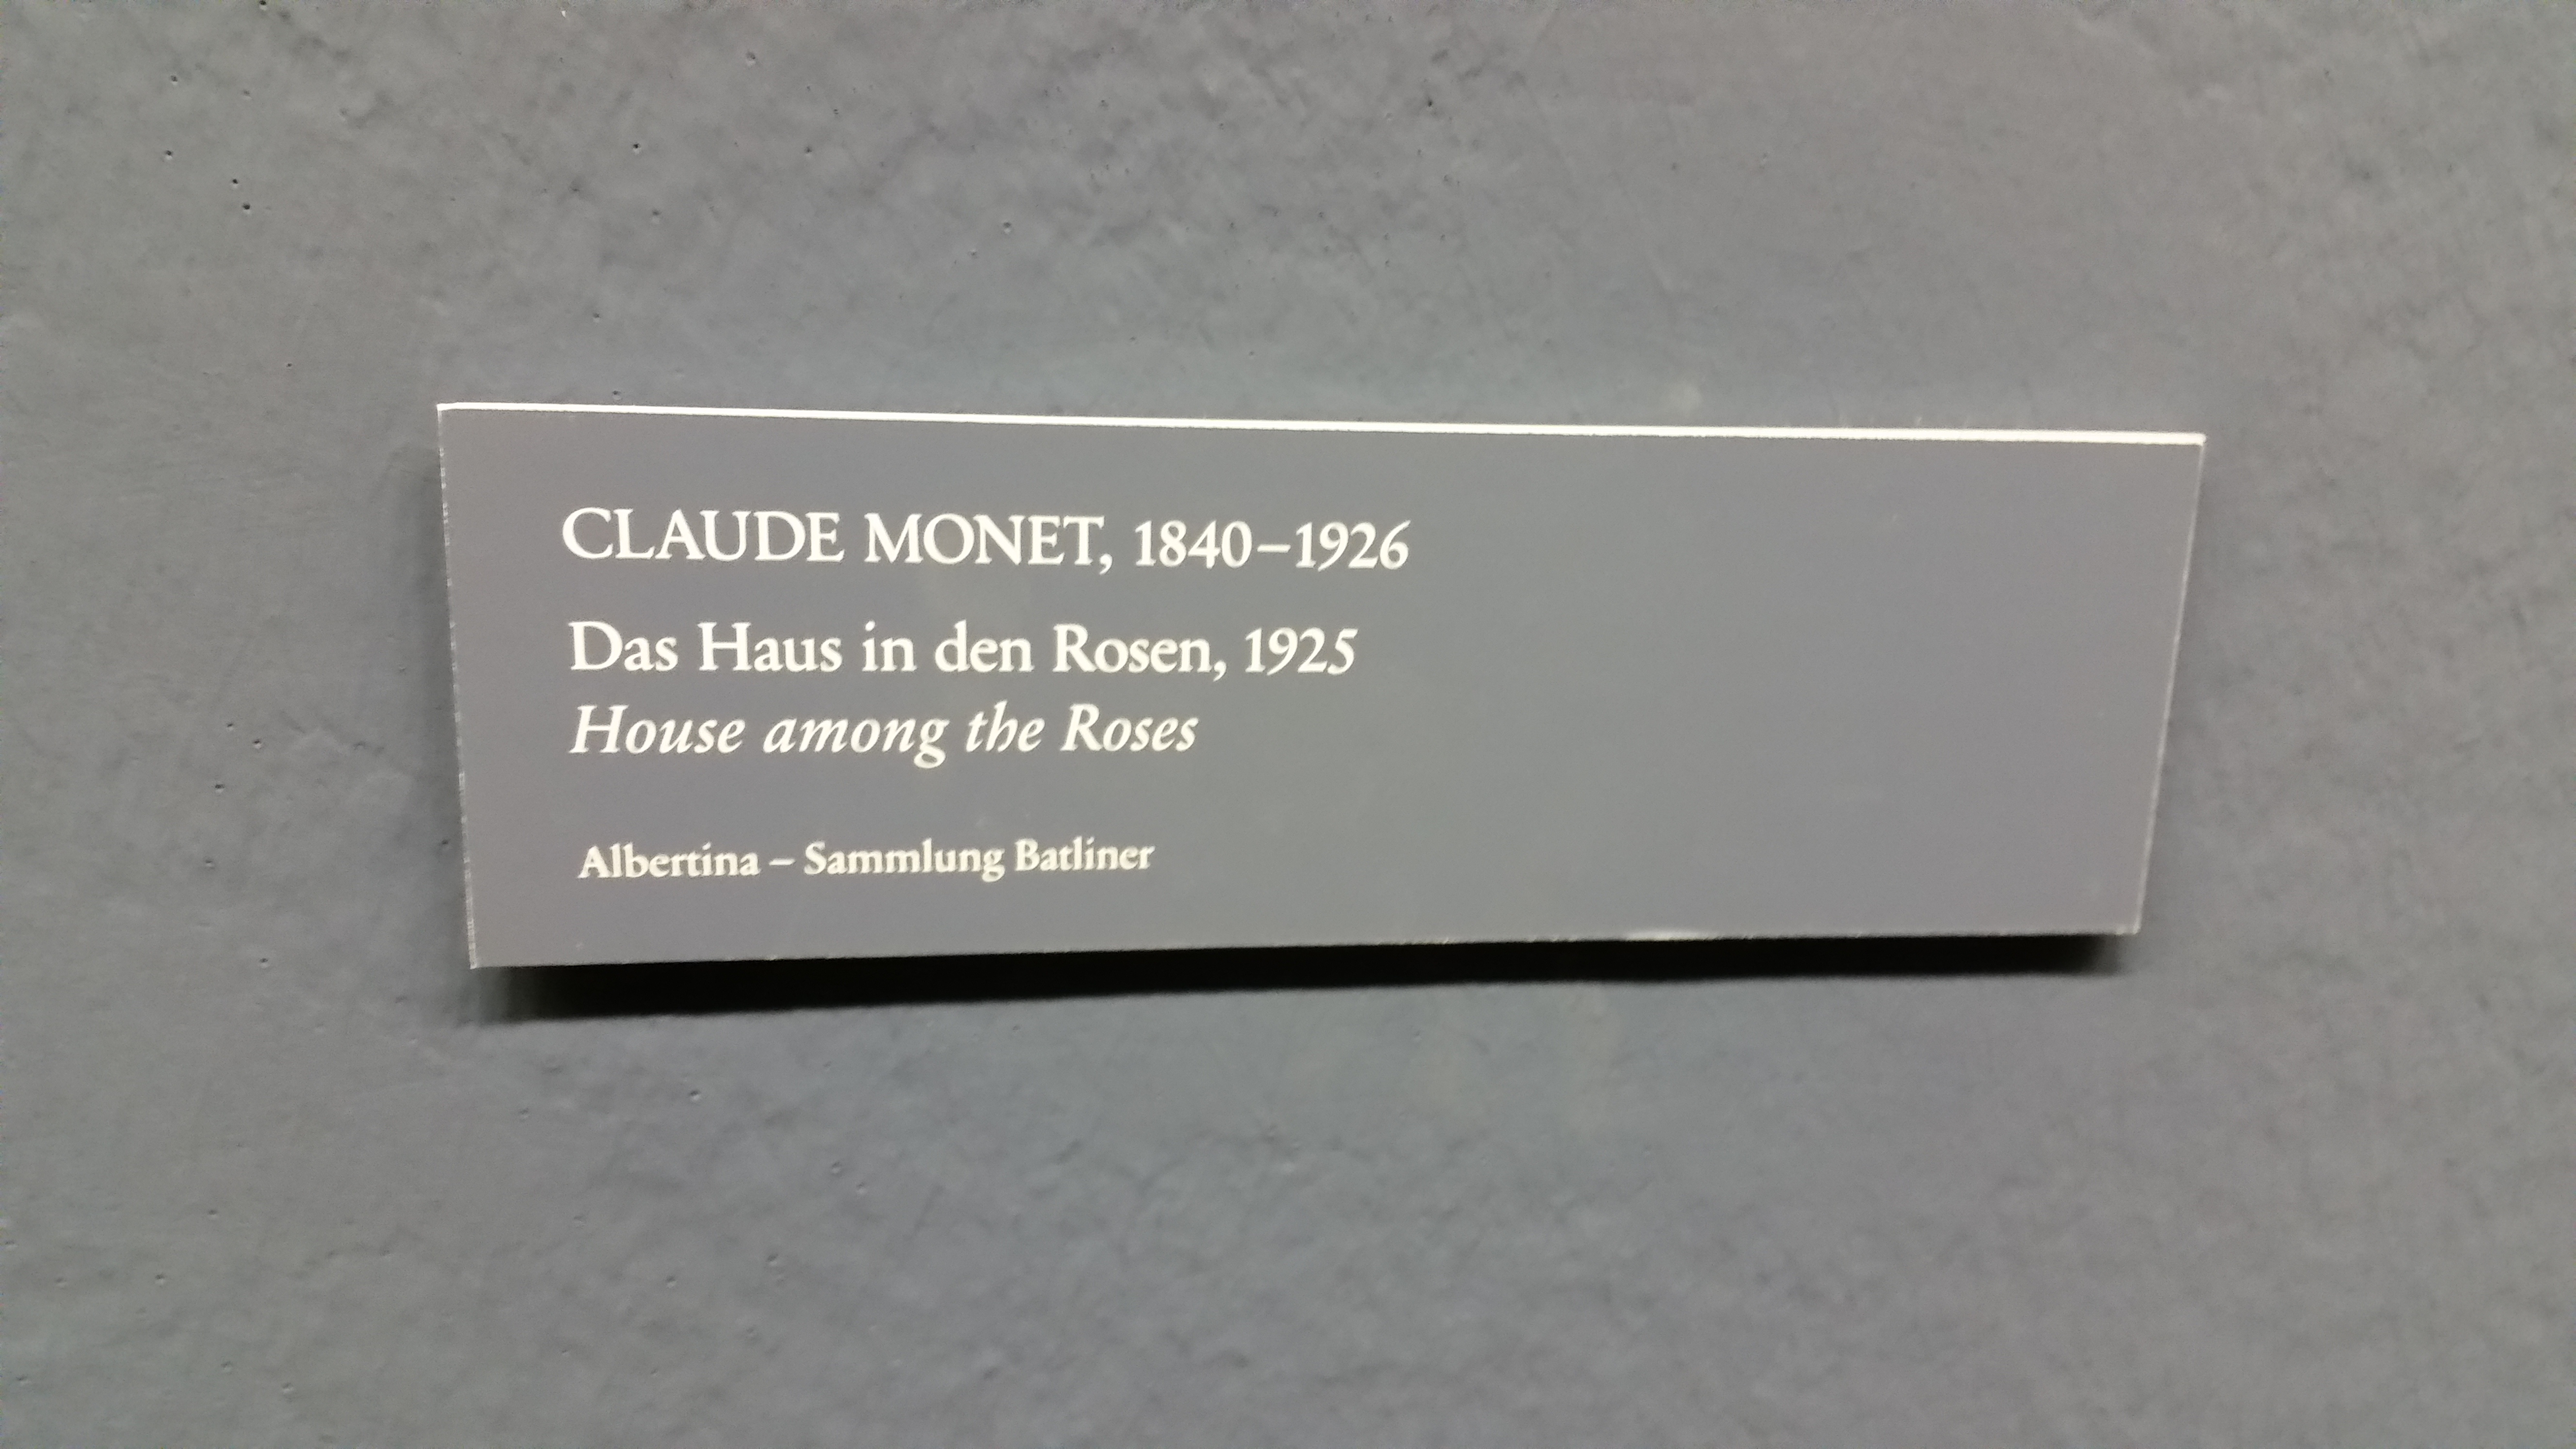 CLAUDE MONET, 1840–1926
Das Haus in den Rosen, 1925
House among the Roses
Albertina – Sammlung Batliner